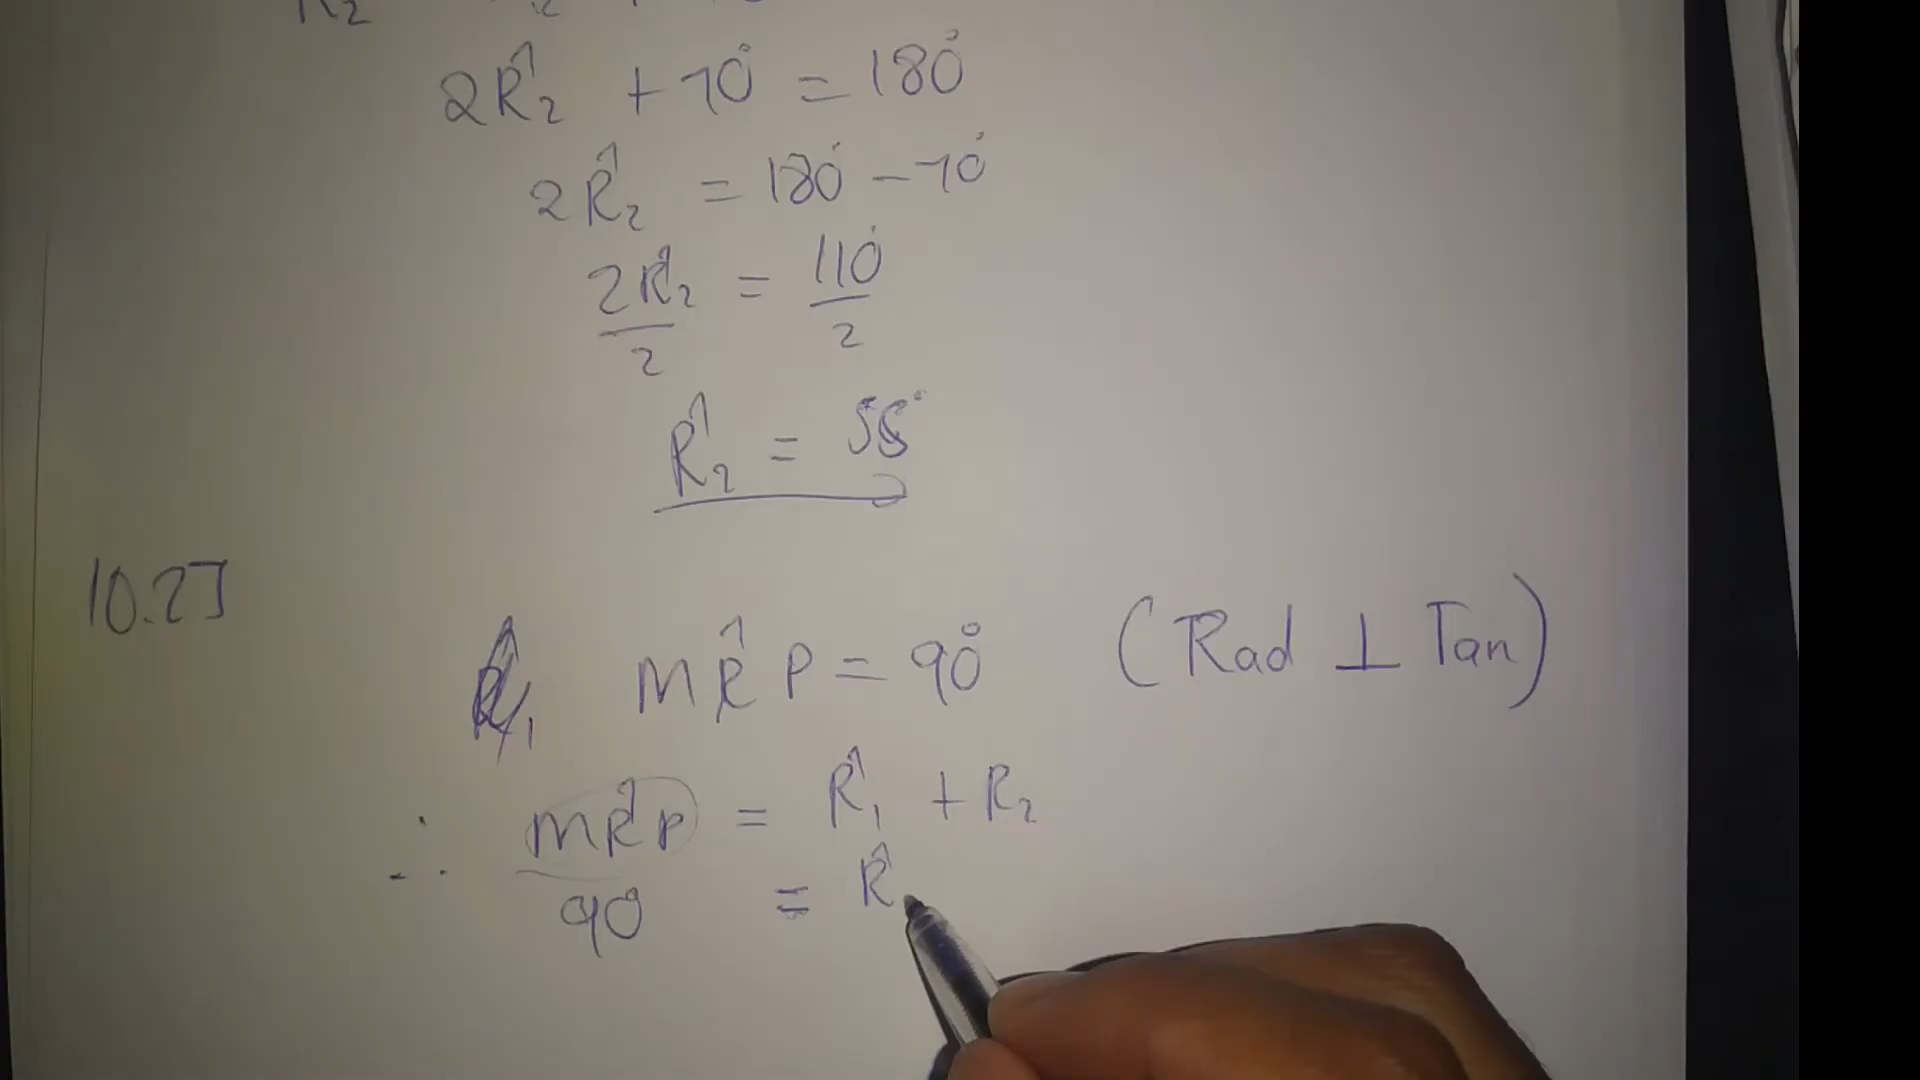 2R̂₂ + 70° = 180°
2R̂₂ = 180° - 70°
2R̂₂/2 = 110°/2
R̂₂ = 55°
10.2]
MR̂P = 90° (Rad ⊥ Tan)
∴ MR̂P = R̂₁ + R₂
90 = R̂